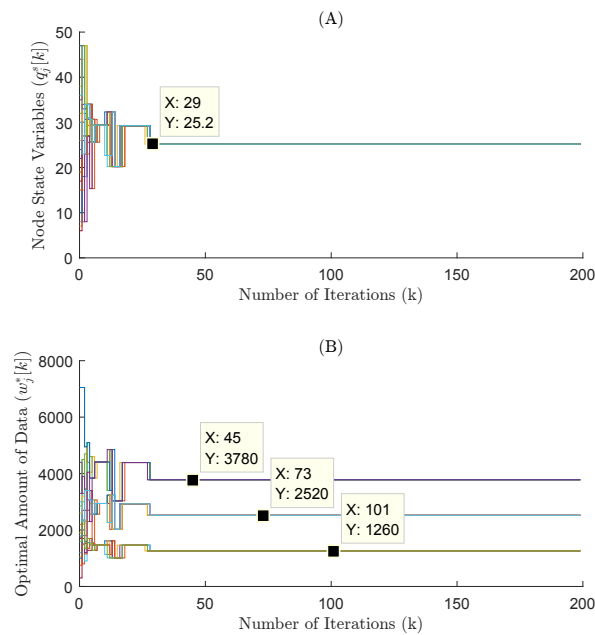 (A)
Node State Variables (q_j^s[k])
50
40
30
20
10
0
X: 29
Y: 25.2
0
50
100
150
200
Number of Iterations (k)
(B)
Optimal Amount of Data (w_j^*[k])
8000
6000
4000
2000
0
X: 45
Y: 3780
X: 73
Y: 2520
X: 101
Y: 1260
0
50
100
150
200
Number of Iterations (k)